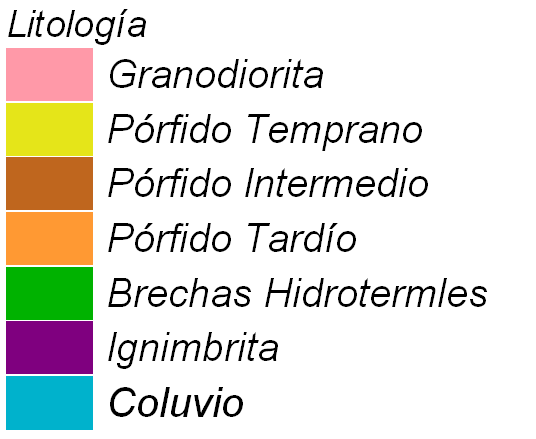 Litología
Granodiorita
Pórfido Temprano
Pórfido Intermedio
Pórfido Tardío
Brechas Hidrotermles
Ignimbrita
Coluvio